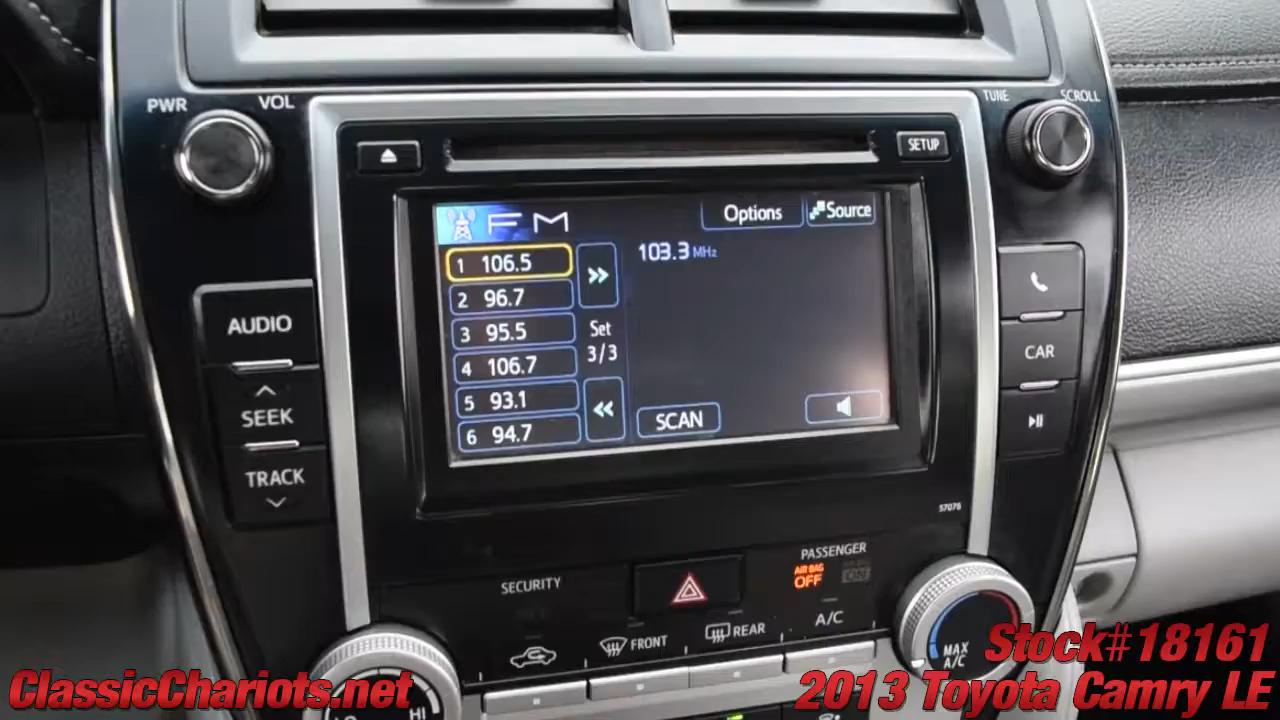 PWR VOL
TUNE SCROLL
SETUP
FM
Options
Source
1 106.5
103.3 MHz
2 96.7
3 95.5
Set
3/3
4 106.7
5 93.1
6 94.7
SCAN
AUDIO
SEEK
TRACK
CAR
57076
SECURITY
PASSENGER
AIR BAG
OFF
ON
FRONT
REAR
A/C
MAX
A/C
LO HI
Stock#18161
ClassicChariots.net
2013 Toyota Camry LE